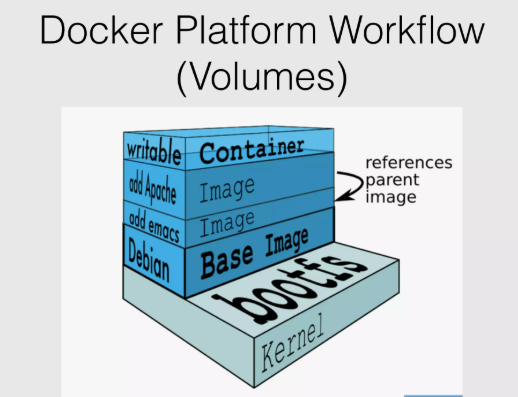 Docker Platform Workflow
(Volumes)
writable Container
add Apache Image
add emacs Image
Debian Base Image
references
parent
image
bootfs
Kernel